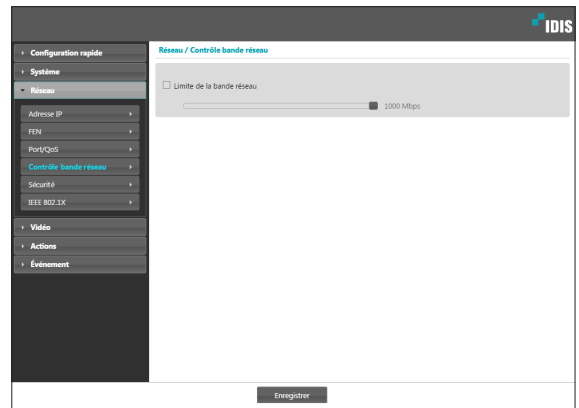 IDIS
Configuration rapide
Système
Réseau
Adresse IP
FEN
Port/QoS
Contrôle bande réseau
Sécurité
IEEE 802.1X
Vidéo
Actions
Événement
Réseau / Contrôle bande réseau
Limite de la bande réseau
1000 Mbps
Enregistrer